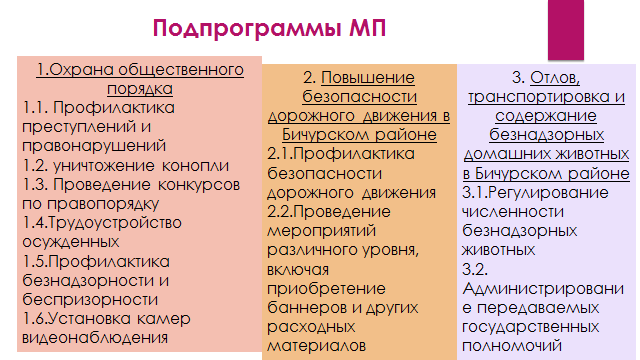 Подпрограммы МП
1.Охрана общественного
порядка
1.1. Профилактика
преступлений и
правонарушений
1.2. уничтожение конопли
1.3. Проведение конкурсов
по правопорядку
1.4.Трудоустройство
осужденных
1.5.Профилактика
безнадзорности и
беспризорности
1.6.Установка камер
видеонаблюдения
2. Повышение
безопасности
дорожного движения в
Бичурском районе
2.1.Профилактика
безопасности
дорожного движения
2.2.Проведение
мероприятий
различного уровня,
включая
приобретение
баннеров и других
расходных
материалов
3. Отлов,
транспортировка и
содержание
безнадзорных
домашних животных
в Бичурском районе
3.1.Регулирование
численности
безнадзорных
животных
3.2.
Администрировани
е передаваемых
государственных
полномочий